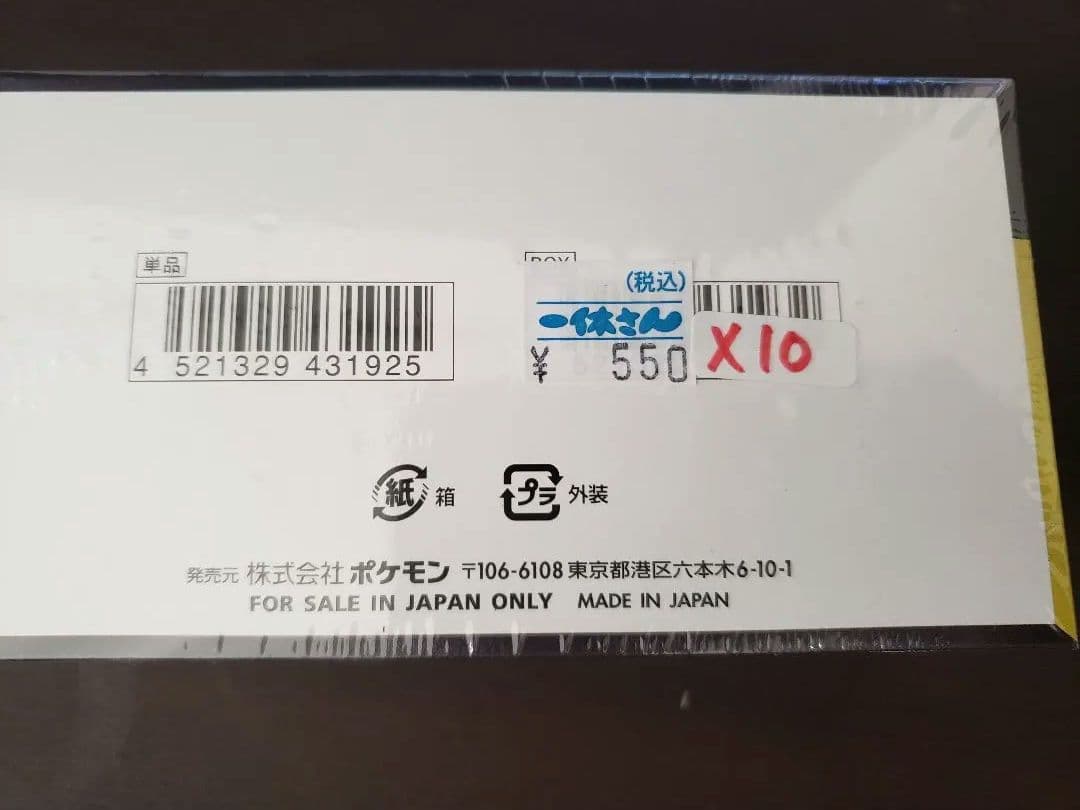 単品
4 521329 431925
BOX
(税込)
一休さん
¥ 550
X10
紙 箱
プラ 外装
発売元 株式会社 ポケモン 〒106-6108 東京都港区六本木6-10-1
FOR SALE IN JAPAN ONLY MADE IN JAPAN